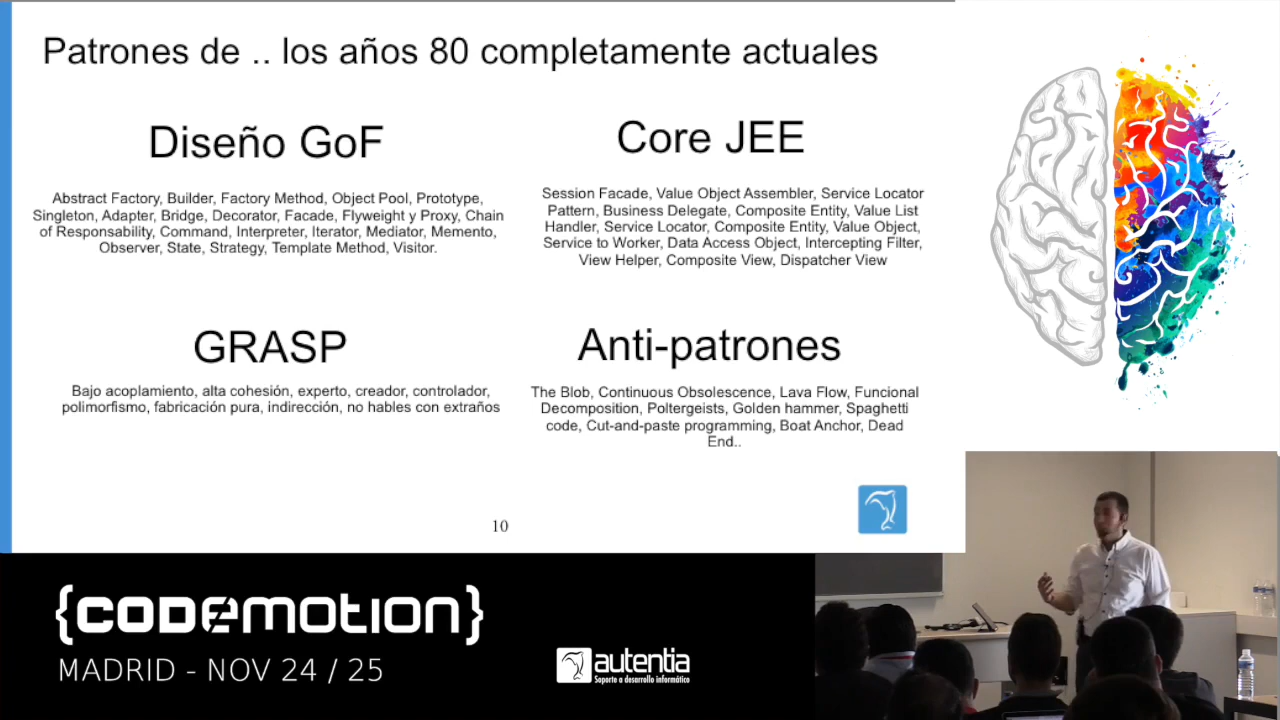 Patrones de .. los años 80 completamente actuales
Diseño GoF
Abstract Factory, Builder, Factory Method, Object Pool, Prototype,
Singleton, Adapter, Bridge, Decorator, Facade, Flyweight y Proxy, Chain
of Responsability, Command, Interpreter, Iterator, Mediator, Memento,
Observer, State, Strategy, Template Method, Visitor.
Core JEE
Session Facade, Value Object Assembler, Service Locator
Pattern, Business Delegate, Composite Entity, Value List
Handler, Service Locator, Composite Entity, Value Object,
Service to Worker, Data Access Object, Intercepting Filter,
View Helper, Composite View, Dispatcher View
GRASP
Bajo acoplamiento, alta cohesión, experto, creador, controlador,
polimorfismo, fabricación pura, indirección, no hables con extraños
Anti-patrones
The Blob, Continuous Obsolescence, Lava Flow, Funcional
Decomposition, Poltergeists, Golden hammer, Spaghetti
code, Cut-and-paste programming, Boat Anchor, Dead
End..
10
{CODEMOTION}
MADRID - NOV 24 / 25
autentia
Soporte a desarrollo informático